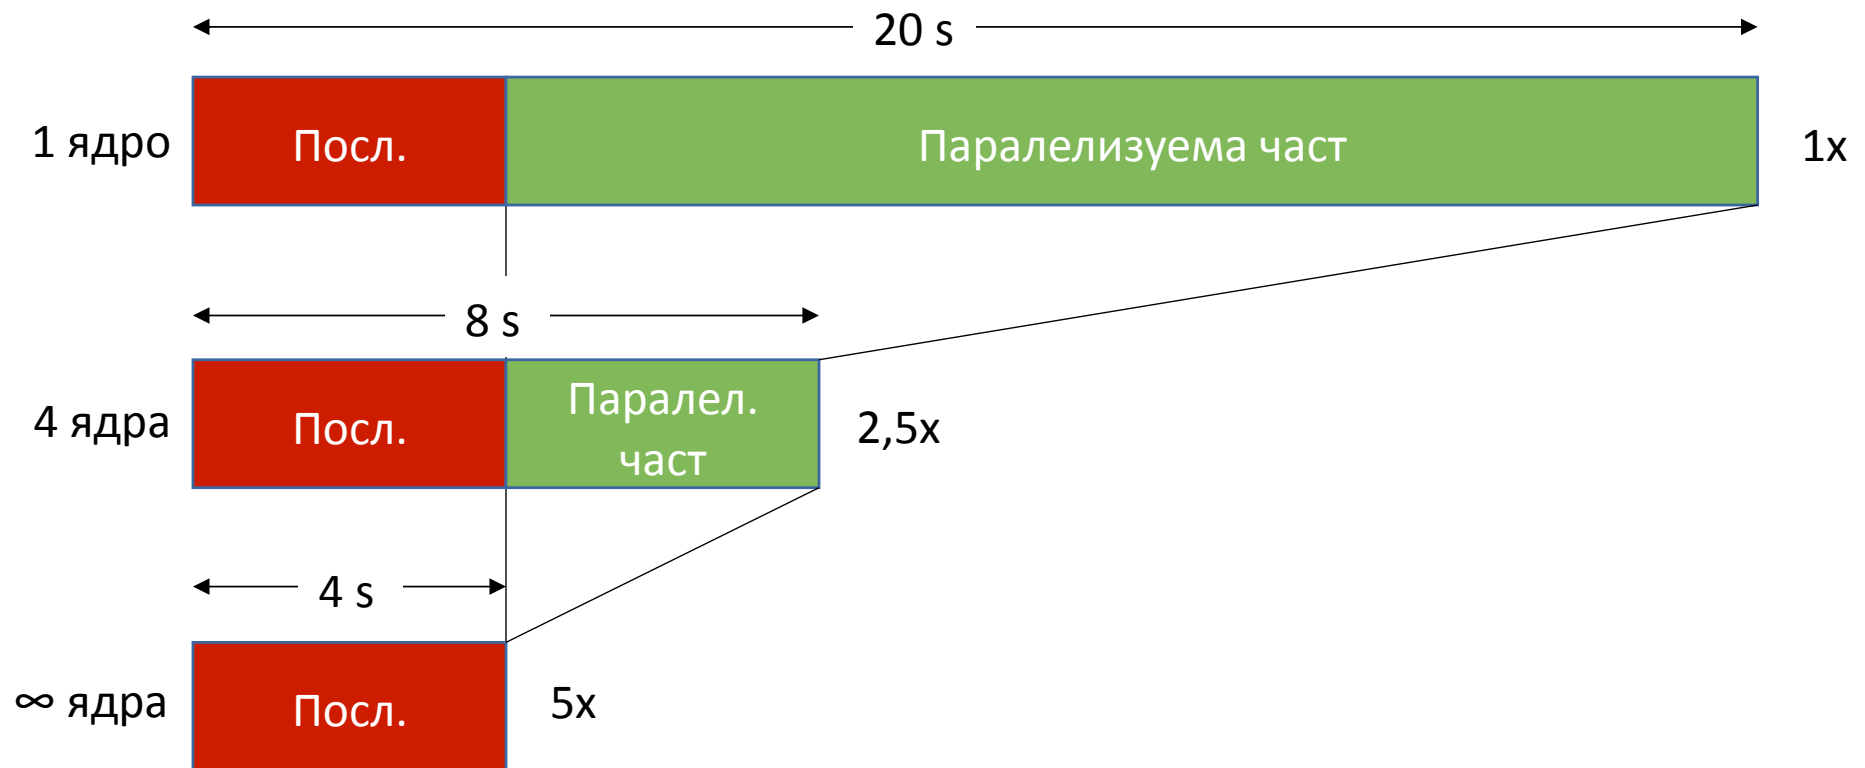 20 s
1 ядро
Посл.
Паралелизуема част
1x
8 s
4 ядра
Посл.
Паралел.
част
2,5x
4 s
∞ ядра
Посл.
5x